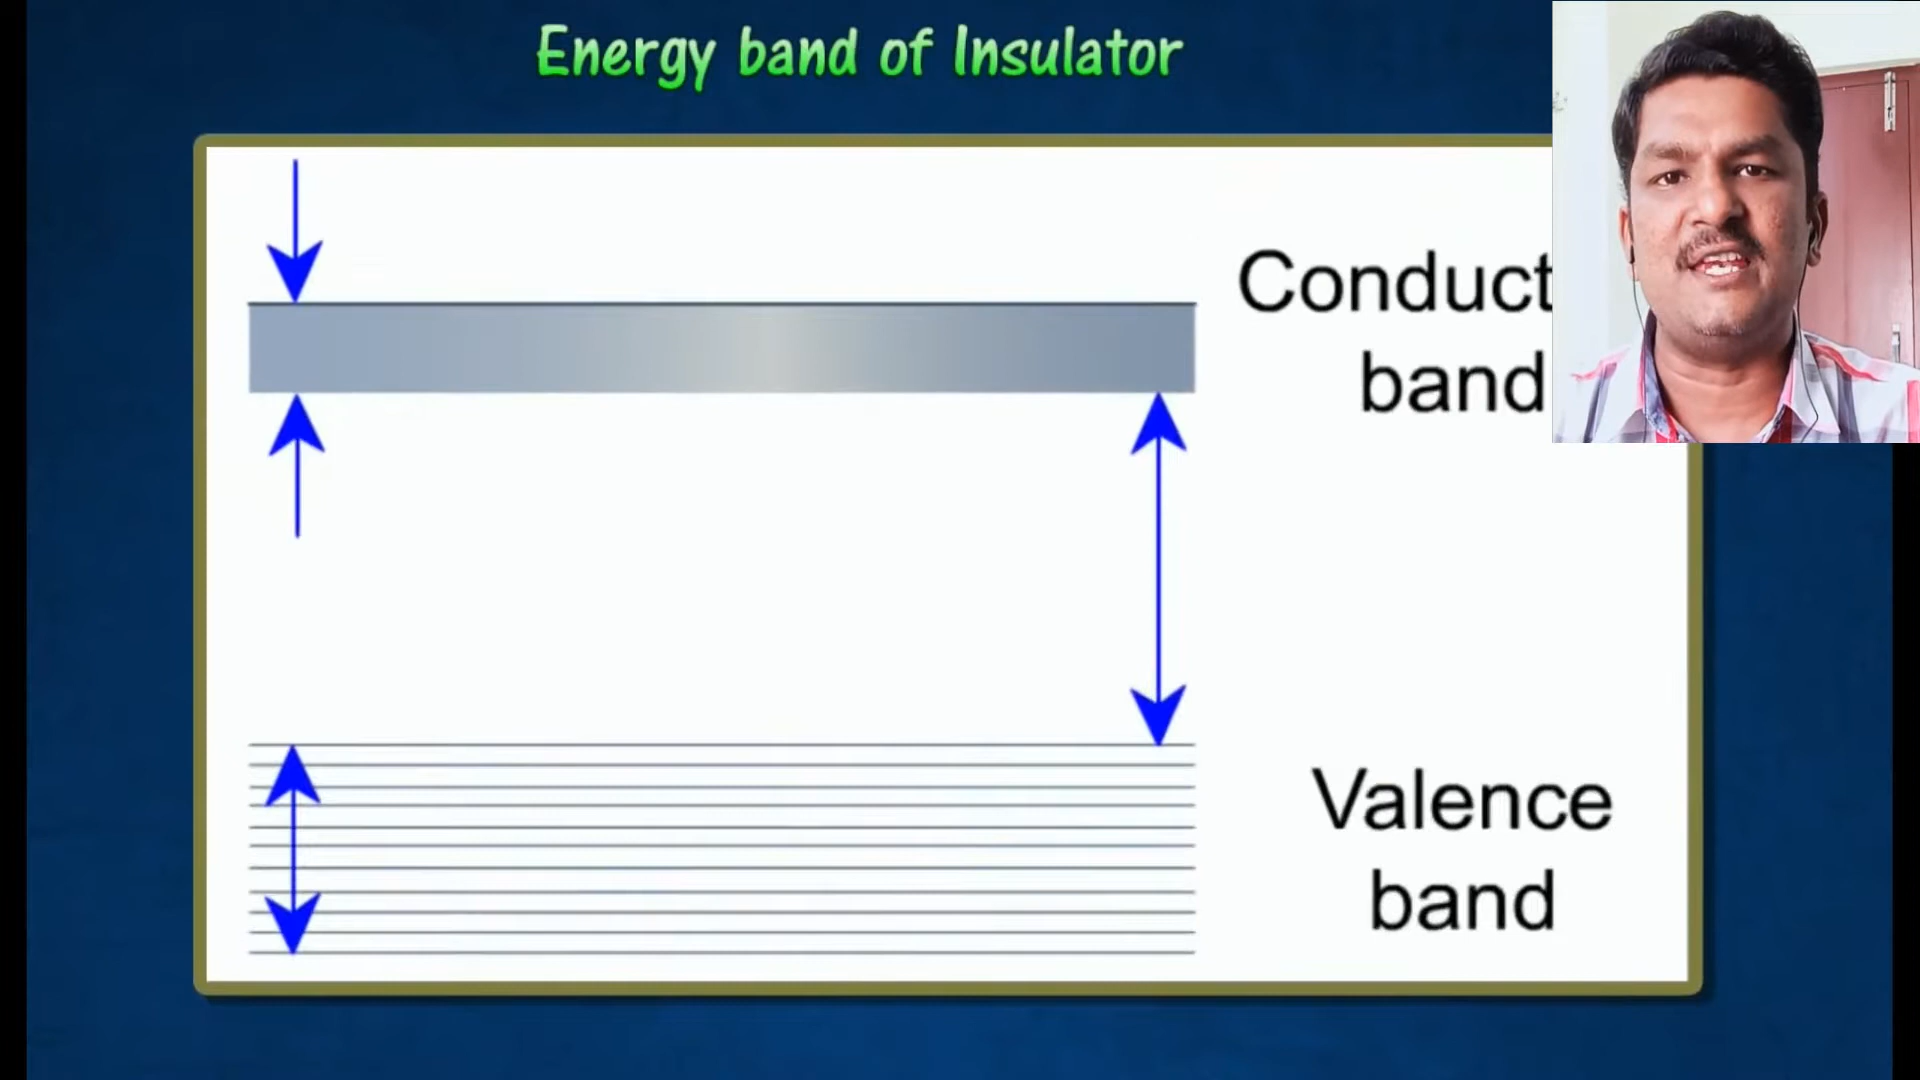 Energy band of Insulator
Conduct
band
Valence
band